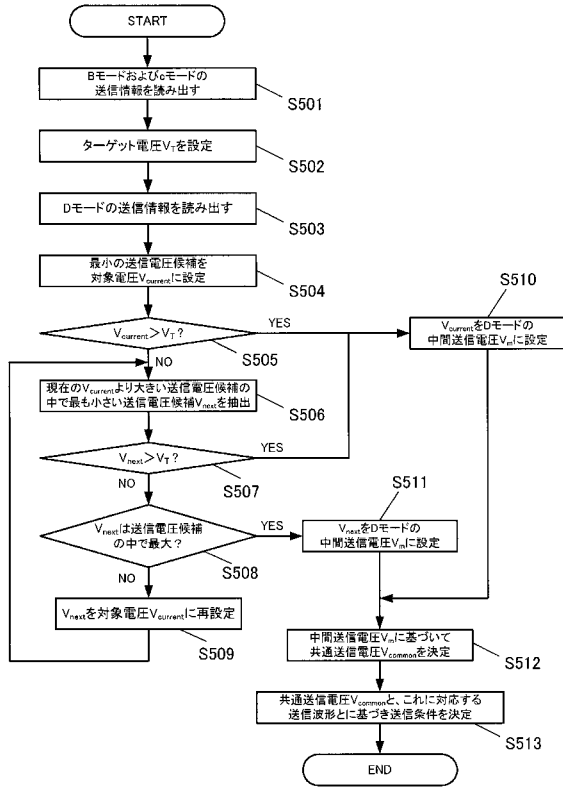 START
Bモードおよびcモードの
送信情報を読み出す
S501
ターゲット電圧VTを設定
S502
Dモードの送信情報を読み出す
S503
最小の送信電圧候補を
対象電圧Vcurrentに設定
S504
Vcurrent＞VT？
YES
S505
NO
S510
VcurrentをDモードの
中間送信電圧Vmに設定
現在のVcurrentより大きい送信電圧候補の
中で最も小さい送信電圧候補Vnextを抽出
S506
Vnext＞VT？
YES
S507
NO
Vnextは送信電圧候補
の中で最大？
YES
S508
NO
S511
VnextをDモードの
中間送信電圧Vmに設定
Vnextを対象電圧Vcurrentに再設定
S509
中間送信電圧Vmに基づいて
共通送信電圧Vcommonを決定
S512
共通送信電圧Vcommonと、これに対応する
送信波形とに基づき送信条件を決定
S513
END